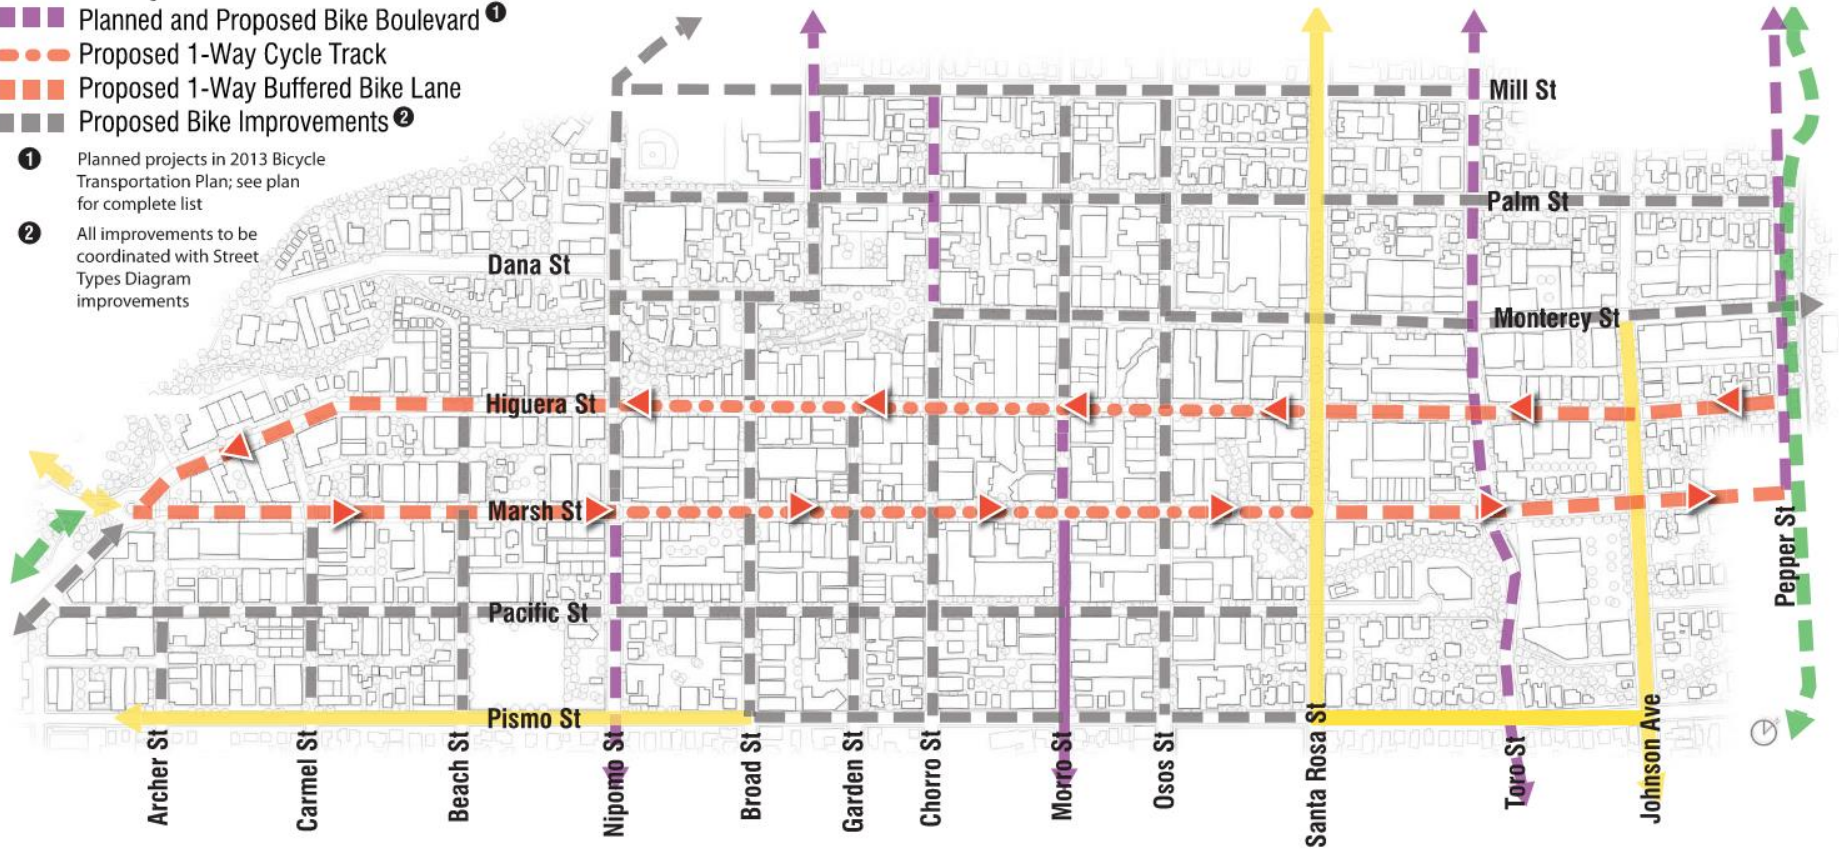 Planned and Proposed Bike Boulevard ❶
Proposed 1-Way Cycle Track
Proposed 1-Way Buffered Bike Lane
Proposed Bike Improvements ❷
❶ Planned projects in 2013 Bicycle
Transportation Plan; see plan
for complete list
❷ All improvements to be
coordinated with Street
Types Diagram
improvements
Mill St
Palm St
Dana St
Monterey St
Higuera St
Marsh St
Pepper St
Pacific St
Pismo St
Archer St
Carmel St
Beach St
Nipomo St
Broad St
Garden St
Chorro St
Morro St
Osos St
Santa Rosa St
Toro St
Johnson Ave